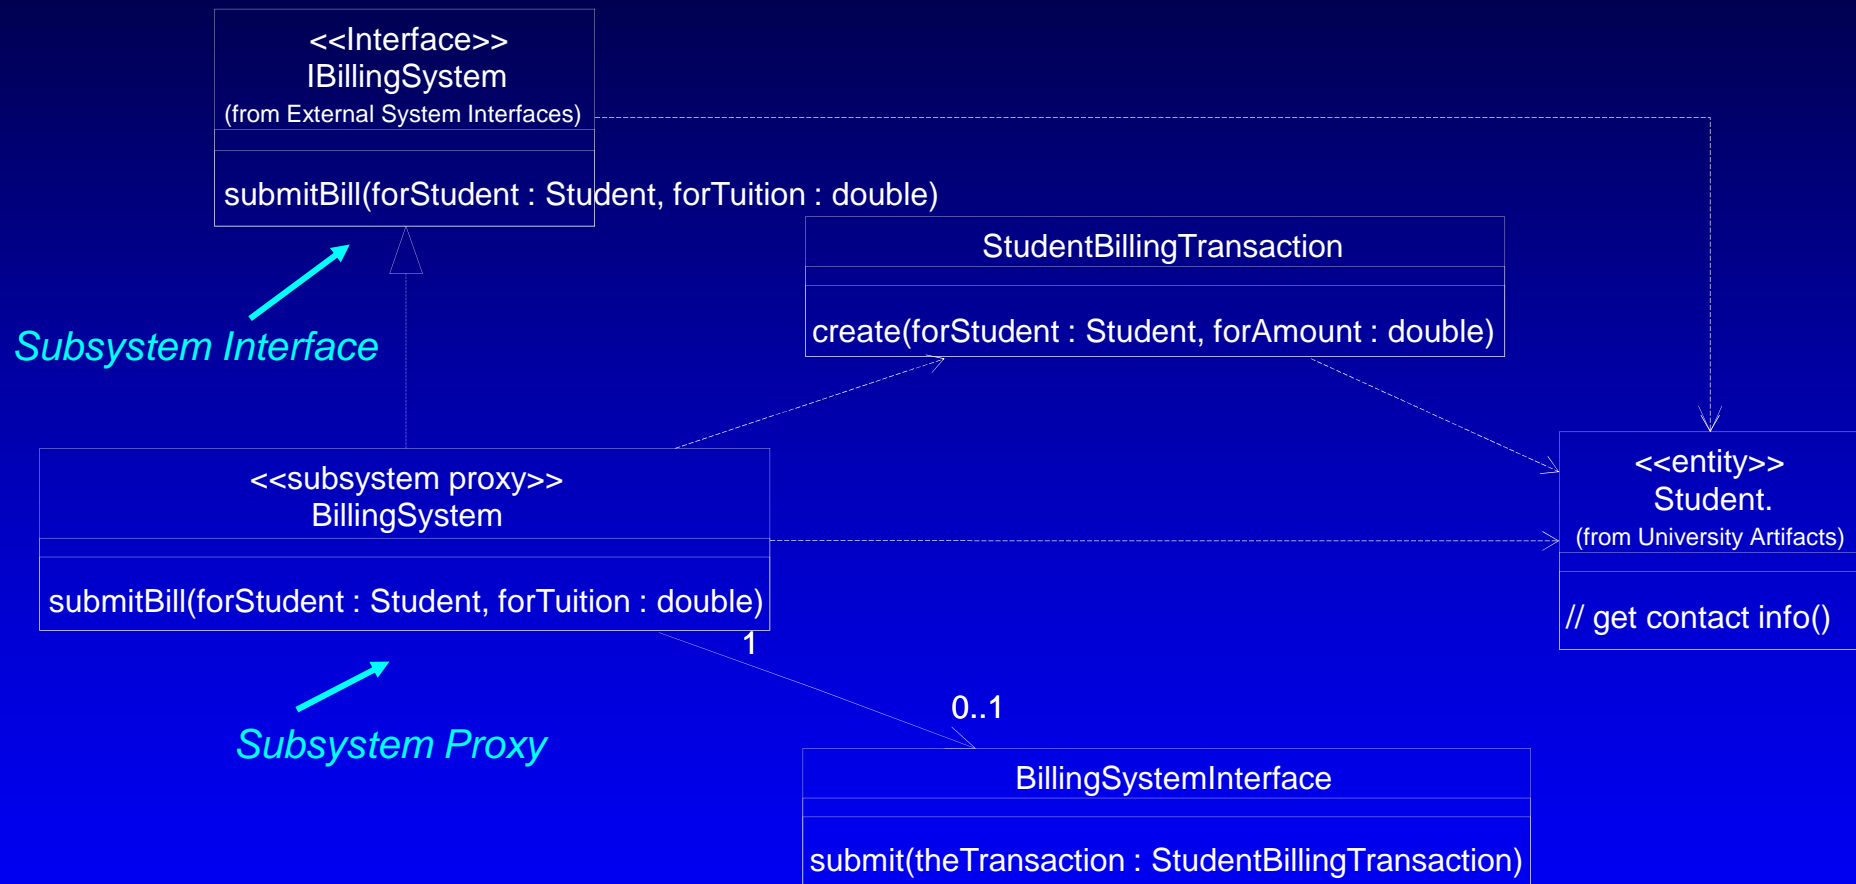 <<Interface>>
IBillingSystem
(from External System Interfaces)
submitBill(forStudent : Student, forTuition : double)
StudentBillingTransaction
create(forStudent : Student, forAmount : double)
Subsystem Interface
<<subsystem proxy>>
BillingSystem
submitBill(forStudent : Student, forTuition : double)
<<entity>>
Student.
(from University Artifacts)
// get contact info()
1
0..1
Subsystem Proxy
BillingSystemInterface
submit(theTransaction : StudentBillingTransaction)